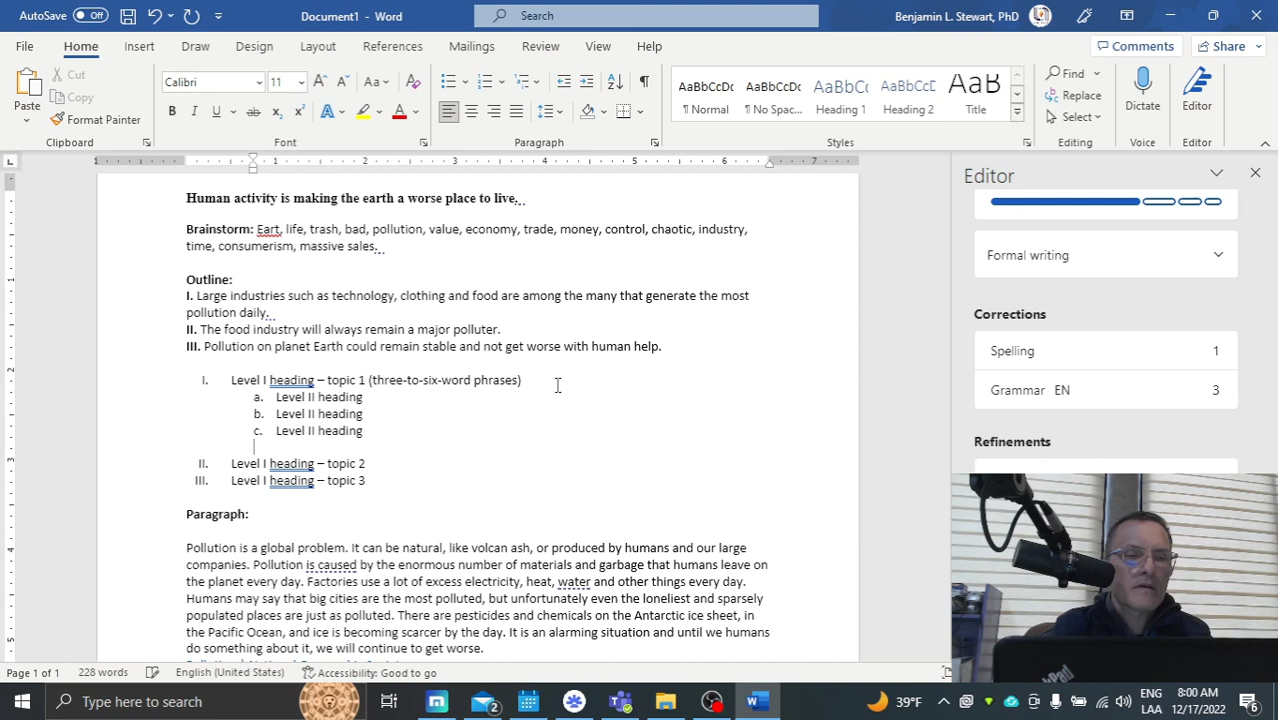 AutoSave Off Document1 - Word Search Benjamin L. Stewart, PhD
File Home Insert Draw Design Layout References Mailings Review View Help Comments Share
Paste Cut Copy Format Painter Calibri 11 AaBbCcDc AaBbCcDc AaBbCc AaBbCcD AaB Find Replace Select Dictate Editor
¶ Normal ¶ No Spac... Heading 1 Heading 2 Title
Clipboard Font Paragraph Styles Editing Voice Editor
1 1 2 3 4 5 6 7
Human activity is making the earth a worse place to live.
Brainstorm: Eart, life, trash, bad, pollution, value, economy, trade, money, control, chaotic, industry,
time, consumerism, massive sales.
Outline:
I. Large industries such as technology, clothing and food are among the many that generate the most
pollution daily.
II. The food industry will always remain a major polluter.
III. Pollution on planet Earth could remain stable and not get worse with human help.
I. Level I heading – topic 1 (three-to-six-word phrases)
a. Level II heading
b. Level II heading
c. Level II heading
II. Level I heading – topic 2
III. Level I heading – topic 3
Paragraph:
Pollution is a global problem. It can be natural, like volcan ash, or produced by humans and our large
companies. Pollution is caused by the enormous number of materials and garbage that humans leave on
the planet every day. Factories use a lot of excess electricity, heat, water and other things every day.
Humans may say that big cities are the most polluted, but unfortunately even the loneliest and sparsely
populated places are just as polluted. There are pesticides and chemicals on the Antarctic ice sheet, in
the Pacific Ocean, and ice is becoming scarcer by the day. It is an alarming situation and until we humans
do something about it, we will continue to get worse.
Editor
Formal writing
Corrections
Spelling 1
Grammar EN 3
Refinements
Page 1 of 1 228 words English (United States) Accessibility: Good to go
Type here to search 2 39°F ENG LAA 8:00 AM 12/17/2022 6